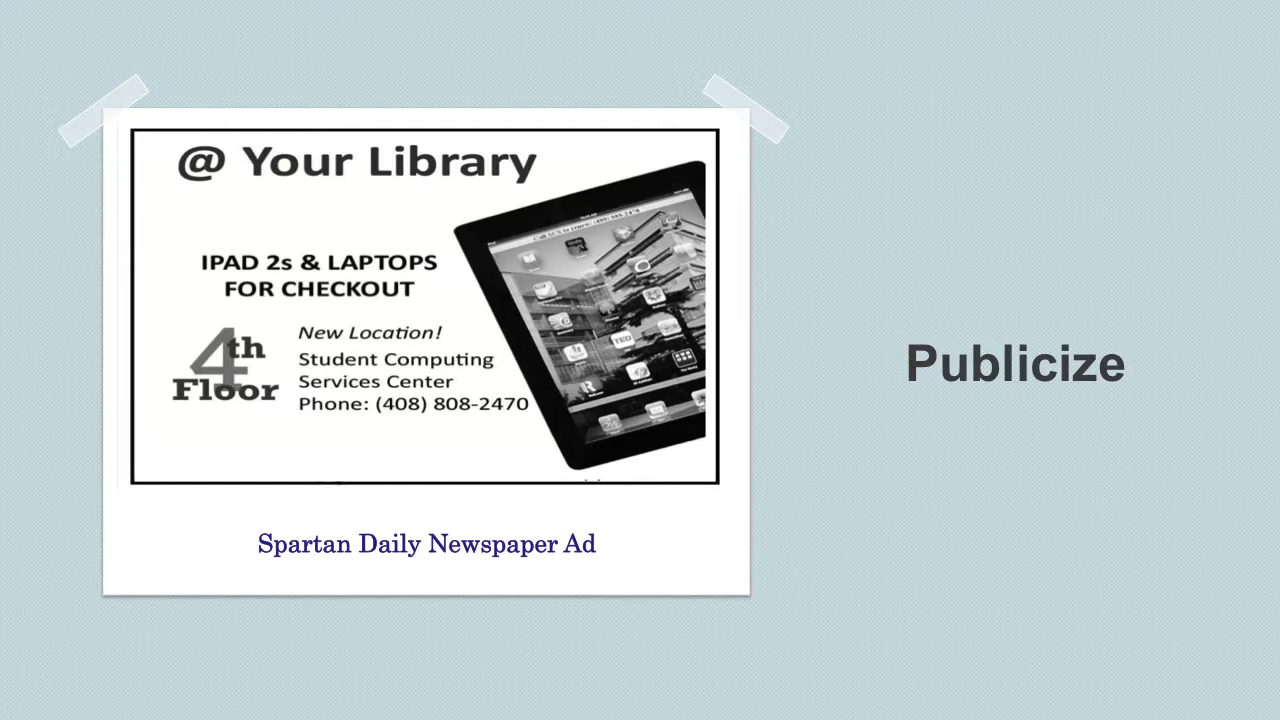 @ Your Library
IPAD 2s & LAPTOPS
FOR CHECKOUT
4th
Floor
New Location!
Student Computing
Services Center
Phone: (408) 808-2470
TED
Spartan Daily Newspaper Ad
Publicize